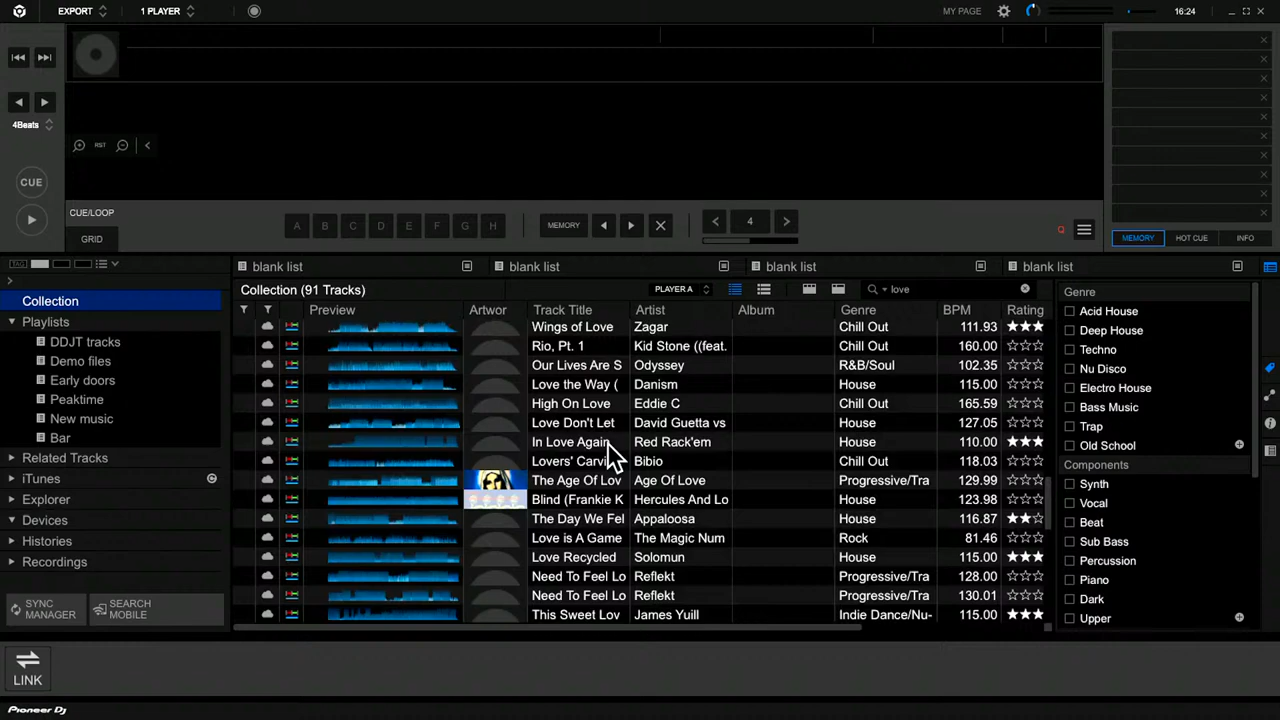 EXPORT 1 PLAYER MY PAGE 16:24
4Beats
RST
CUE
CUE/LOOP
GRID
A B C D E F G H MEMORY 4
MEMORY HOT CUE INFO
TAG
blank list blank list blank list blank list
Collection
Playlists
DDJT tracks
Demo files
Early doors
Peaktime
New music
Bar
Related Tracks
iTunes
Explorer
Devices
Histories
Recordings
SYNC MANAGER
SEARCH MOBILE
Collection (91 Tracks) PLAYER A love
Preview Artwor Track Title Artist Album Genre BPM Rating
Wings of Love Zagar Chill Out 111.93
Rio, Pt. 1 Kid Stone ((feat. Chill Out 160.00
Our Lives Are S Odyssey R&B/Soul 102.35
Love the Way ( Danism House 115.00
High On Love Eddie C Chill Out 165.59
Love Don't Let David Guetta vs House 127.05
In Love Again Red Rack'em House 110.00
Lovers' Carvi Bibio Chill Out 118.03
The Age Of Lov Age Of Love Progressive/Tra 129.99
Blind (Frankie K Hercules And Lo House 123.98
The Day We Fel Appaloosa House 116.87
Love is A Game The Magic Num Rock 81.46
Love Recycled Solomun House 115.00
Need To Feel Lo Reflekt Progressive/Tra 128.00
Need To Feel Lo Reflekt Progressive/Tra 130.01
This Sweet Lov James Yuill Indie Dance/Nu- 115.00
Genre
Acid House
Deep House
Techno
Nu Disco
Electro House
Bass Music
Trap
Old School
Components
Synth
Vocal
Beat
Sub Bass
Percussion
Piano
Dark
Upper
LINK
Pioneer Dj